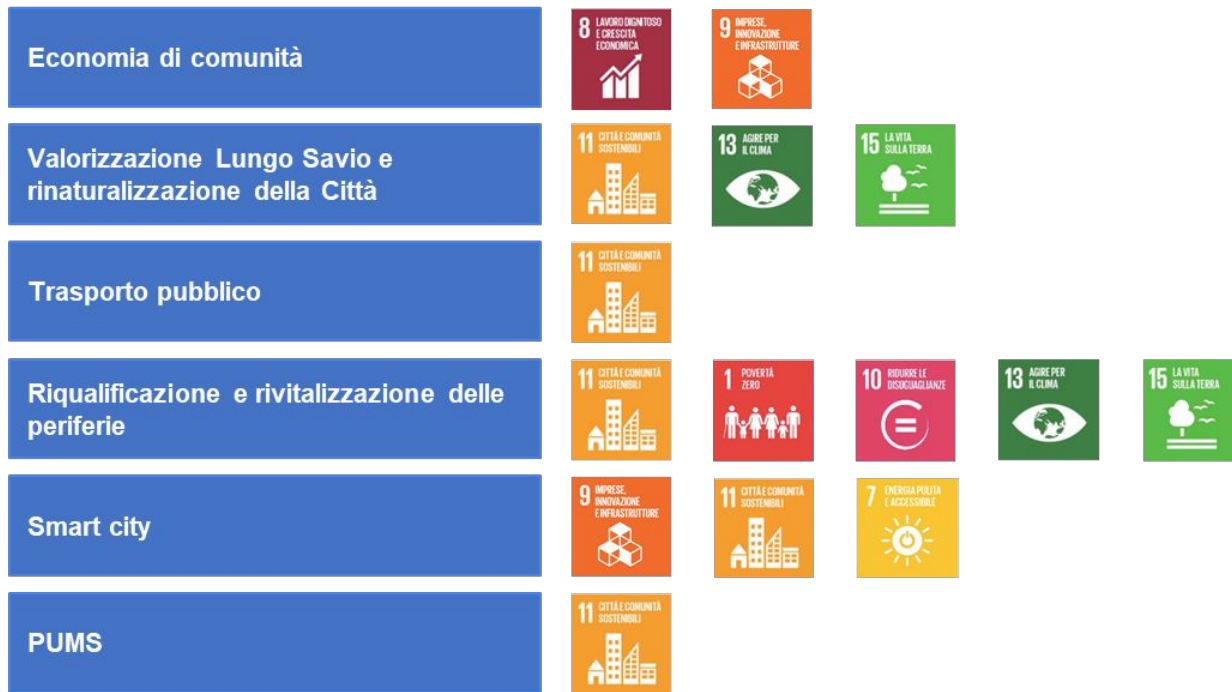 Economia di comunità
8 LAVORO DIGNITOSO
E CRESCITA
ECONOMICA
9 IMPRESE,
INNOVAZIONE
E INFRASTRUTTURE
Valorizzazione Lungo Savio e
rinaturalizzazione della Città
11 CITTÀ E COMUNITÀ
SOSTENIBILI
13 AGIRE PER
IL CLIMA
15 LA VITA
SULLA TERRA
Trasporto pubblico
11 CITTÀ E COMUNITÀ
SOSTENIBILI
Riqualificazione e rivitalizzazione delle
periferie
11 CITTÀ E COMUNITÀ
SOSTENIBILI
1 POVERTÀ
ZERO
10 RIDURRE LE
DISUGUAGLIANZE
13 AGIRE PER
IL CLIMA
15 LA VITA
SULLA TERRA
Smart city
9 IMPRESE,
INNOVAZIONE
E INFRASTRUTTURE
11 CITTÀ E COMUNITÀ
SOSTENIBILI
7 ENERGIA PULITA
E ACCESSIBILE
PUMS
11 CITTÀ E COMUNITÀ
SOSTENIBILI